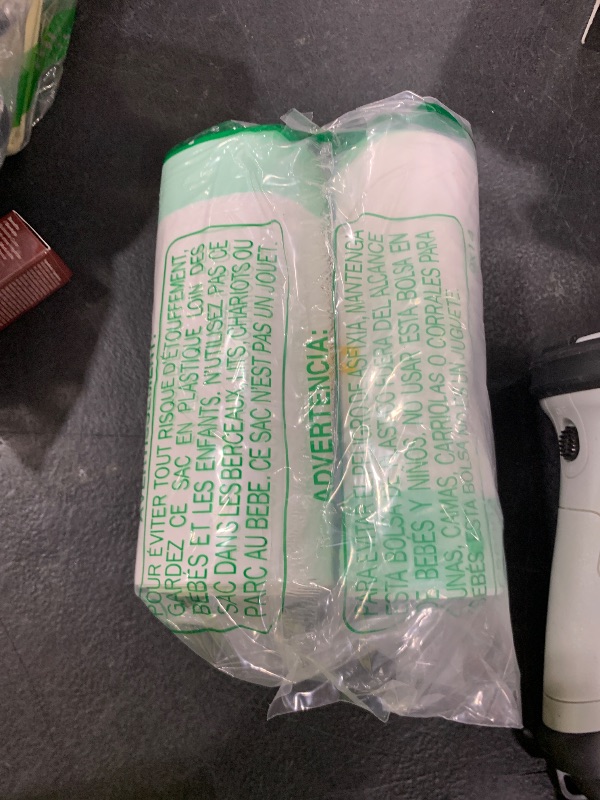 POUR ÉVITER TOUT RISQUE D'ÉTOUFFEMENT,
GARDEZ CE SAC EN PLASTIQUE LOIN DES
BÉBÉS ET LES ENFANTS. N'UTILISEZ PAS CE
SAC DANS LES BERCEAUX, LITS, CHARIOTS OU
PARC AU BEBE. CE SAC N'EST PAS UN JOUET.
ADVERTENCIA:
PARA EVITAR EL PELIGRO DE ASFIXIA, MANTENGA
ESTA BOLSA DE PLASTICO FUERA DEL ALCANCE
DE BEBÉS Y NIÑOS. NO USAR ESTA BOLSA EN
CUNAS, CAMAS, CARRIOLAS O CORRALES PARA
BEBÉS. ESTA BOLSA NO ES UN JUGUETE.